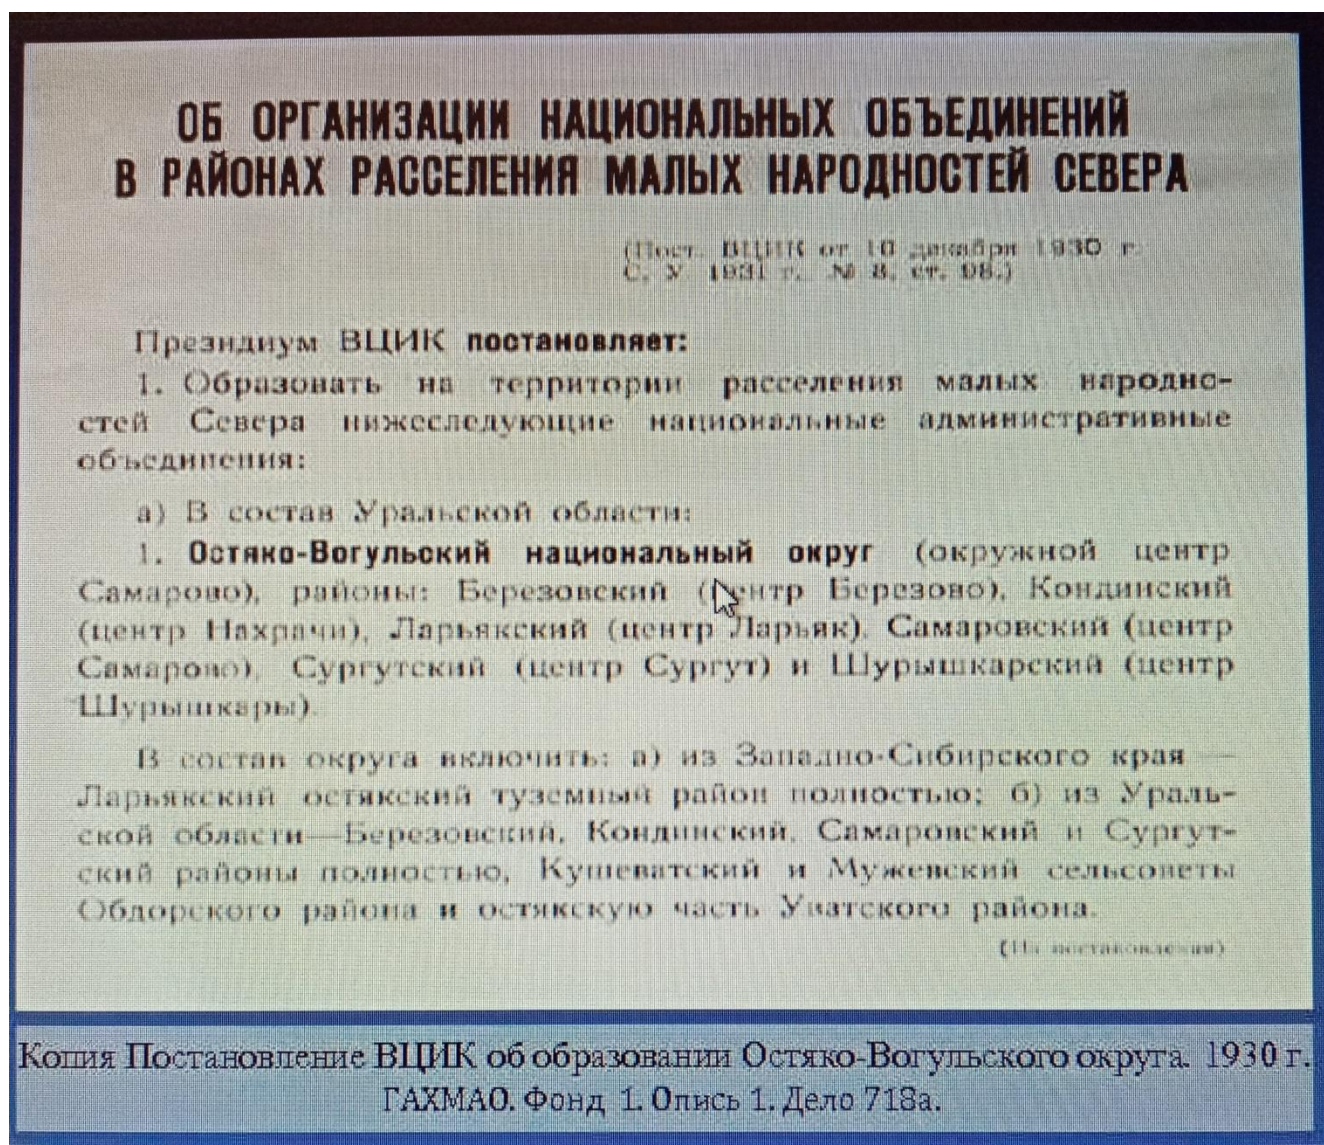 ОБ ОРГАНИЗАЦИИ НАЦИОНАЛЬНЫХ ОБЪЕДИНЕНИЙ
В РАЙОНАХ РАССЕЛЕНИЯ МАЛЫХ НАРОДНОСТЕЙ СЕВЕРА
(Пост. ВЦИК от 10 декабря 1930 г.
С. У. 1931 г. № 8, ст. 98.)
Президиум ВЦИК постановляет:
1. Образовать на территории расселения малых народно-
стей Севера нижеследующие национальные административные
объединения:
а) В состав Уральской области:
1. Остяко-Вогульский национальный округ (окружной центр
Самарово), районы: Березовский (центр Березово), Кондинский
(центр Нахрачи), Ларьякский (центр Ларьяк), Самаровский (центр
Самарово), Сургутский (центр Сургут) и Шурышкарский (центр
Шурышкары).
В состав округа включить: а) из Западно-Сибирского края —
Ларьякский остякский туземный район полностью; б) из Ураль-
ской области—Березовский, Кондинский, Самаровский и Сургут-
ский районы полностью, Кушеватский и Мужевский сельсоветы
Обдорского района и остякскую часть Уватского района.
(Из постановления)
Копия Постановление ВЦИК об образовании Остяко-Вогульского округа. 1930 г.
ГАХМАО. Фонд 1. Опись 1. Дело 718а.